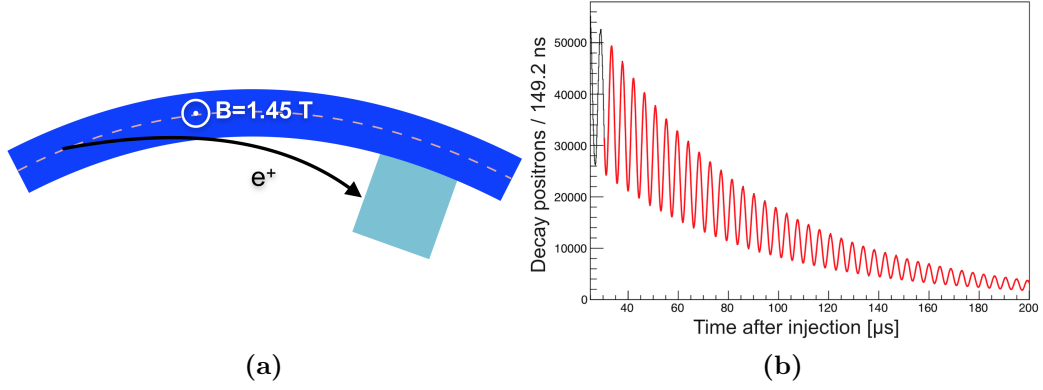 B=1.45 T
e⁺
(a)
Decay positrons / 149.2 ns
50000
40000
30000
20000
10000
0
40 60 80 100 120 140 160 180 200
Time after injection [μs]
(b)